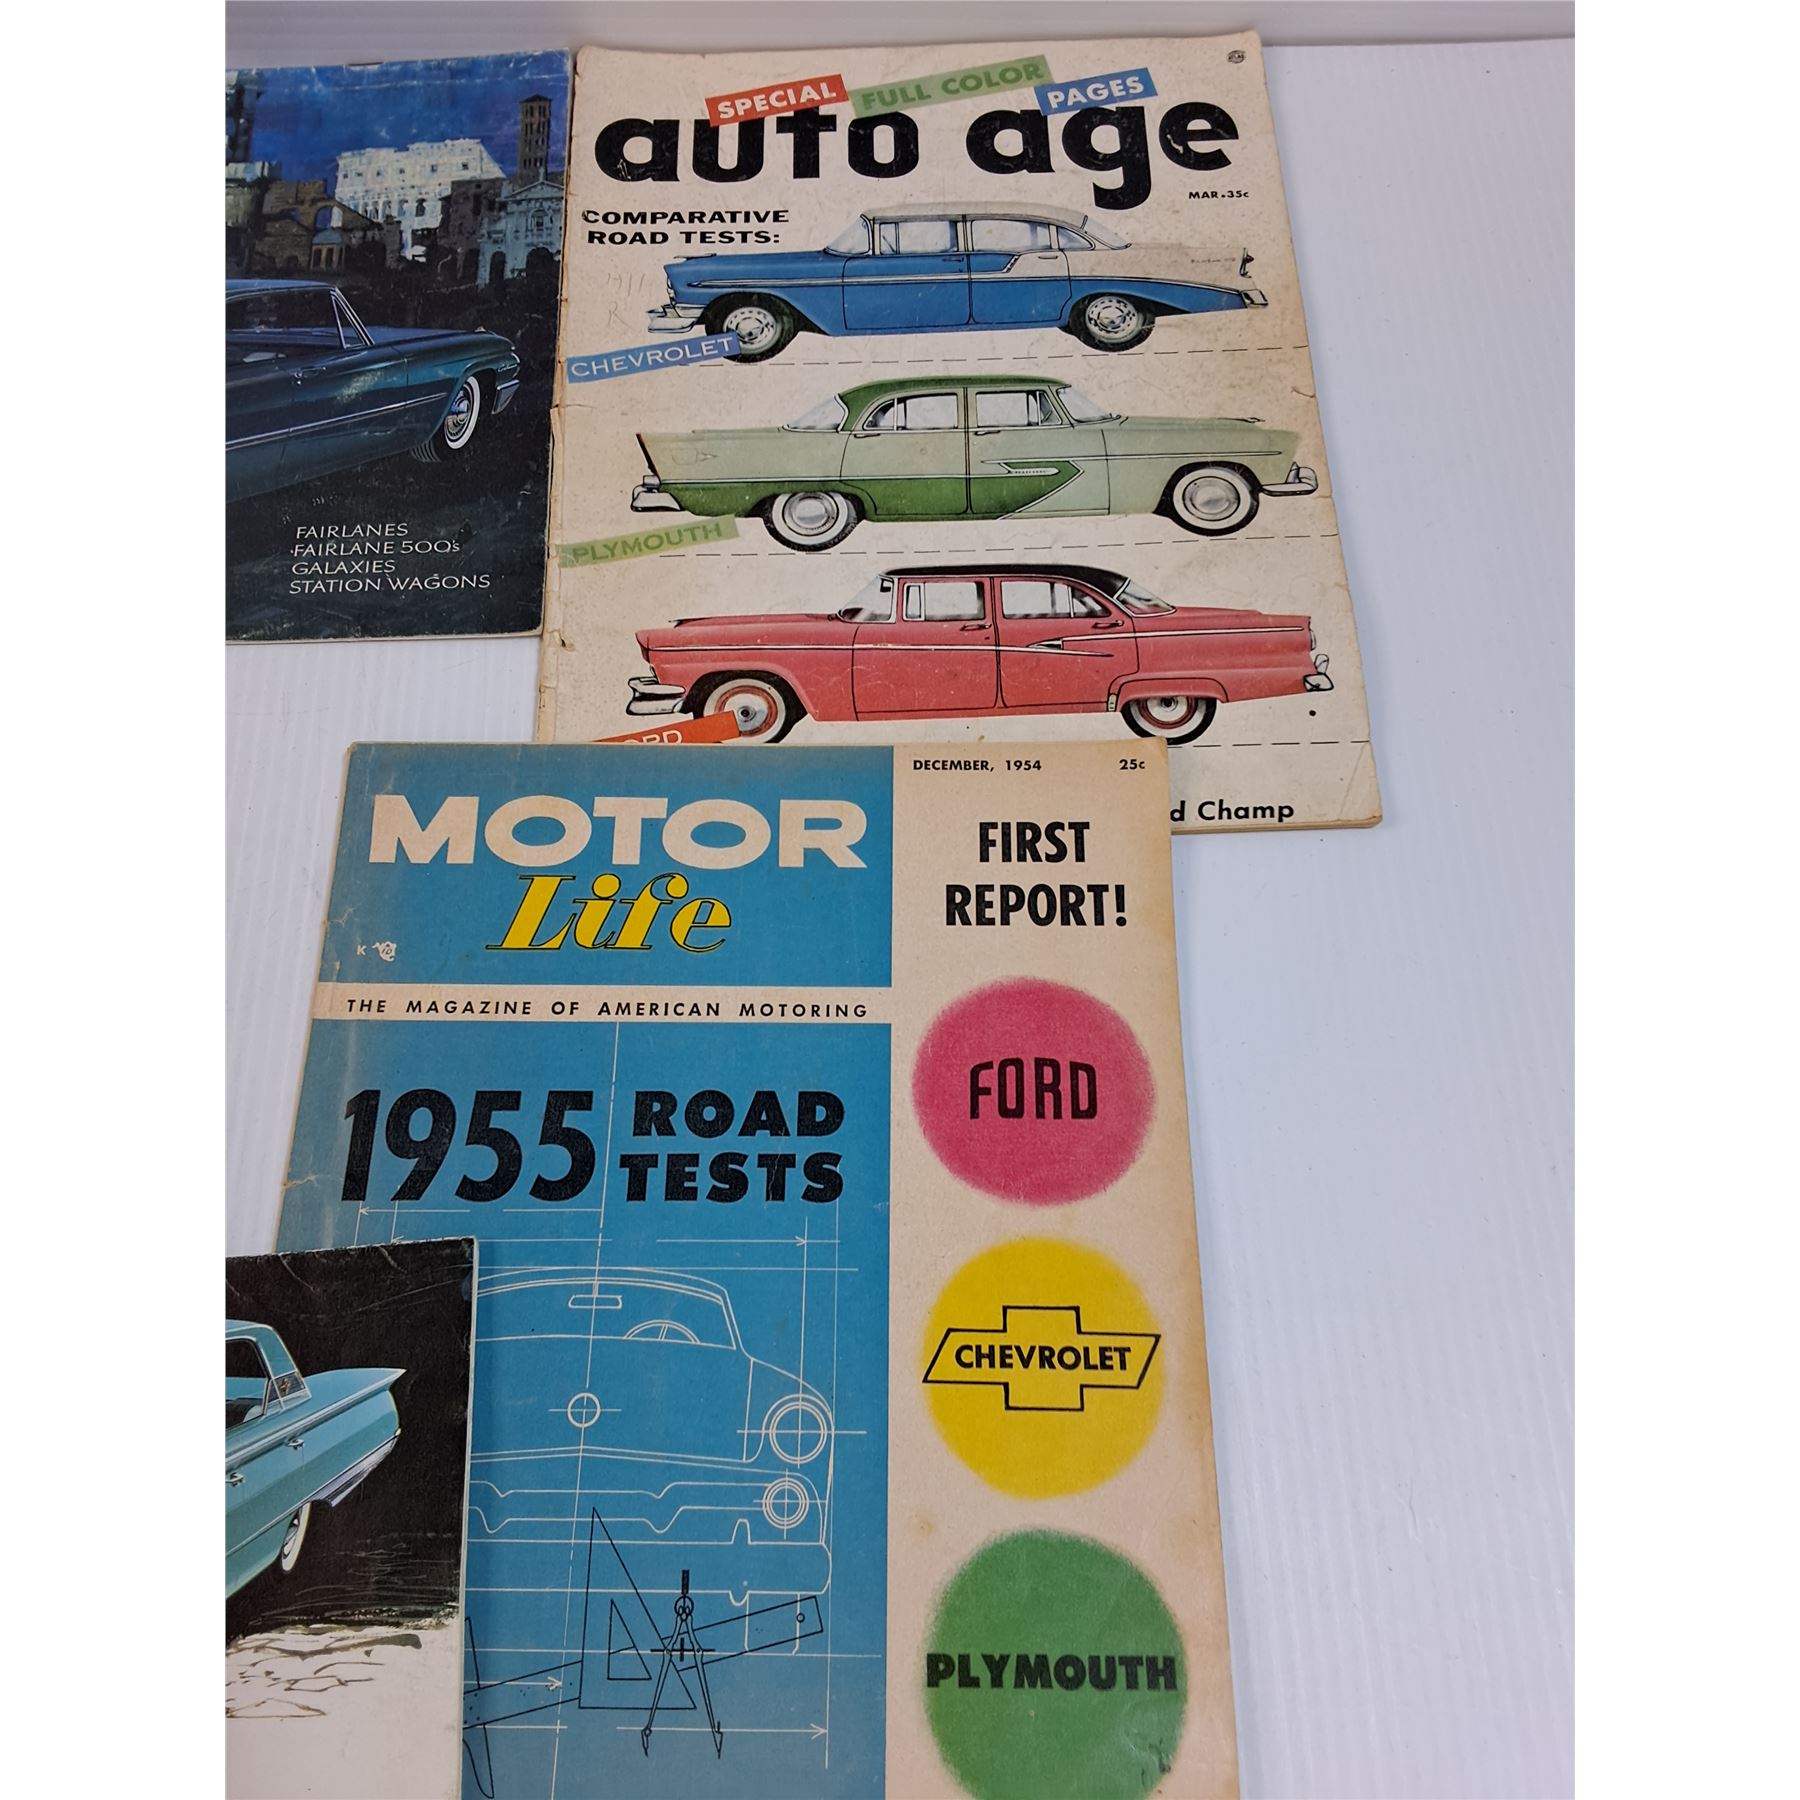 FAIRLANES
FAIRLANE 500's
GALAXIES
STATION WAGONS
SPECIAL FULL COLOR PAGES
auto age
MAR. 35c
COMPARATIVE
ROAD TESTS:
CHEVROLET
PLYMOUTH
Champ
MOTOR
Life
K
THE MAGAZINE OF AMERICAN MOTORING
1955 ROAD
TESTS
DECEMBER, 1954 25c
FIRST
REPORT!
FORD
CHEVROLET
PLYMOUTH